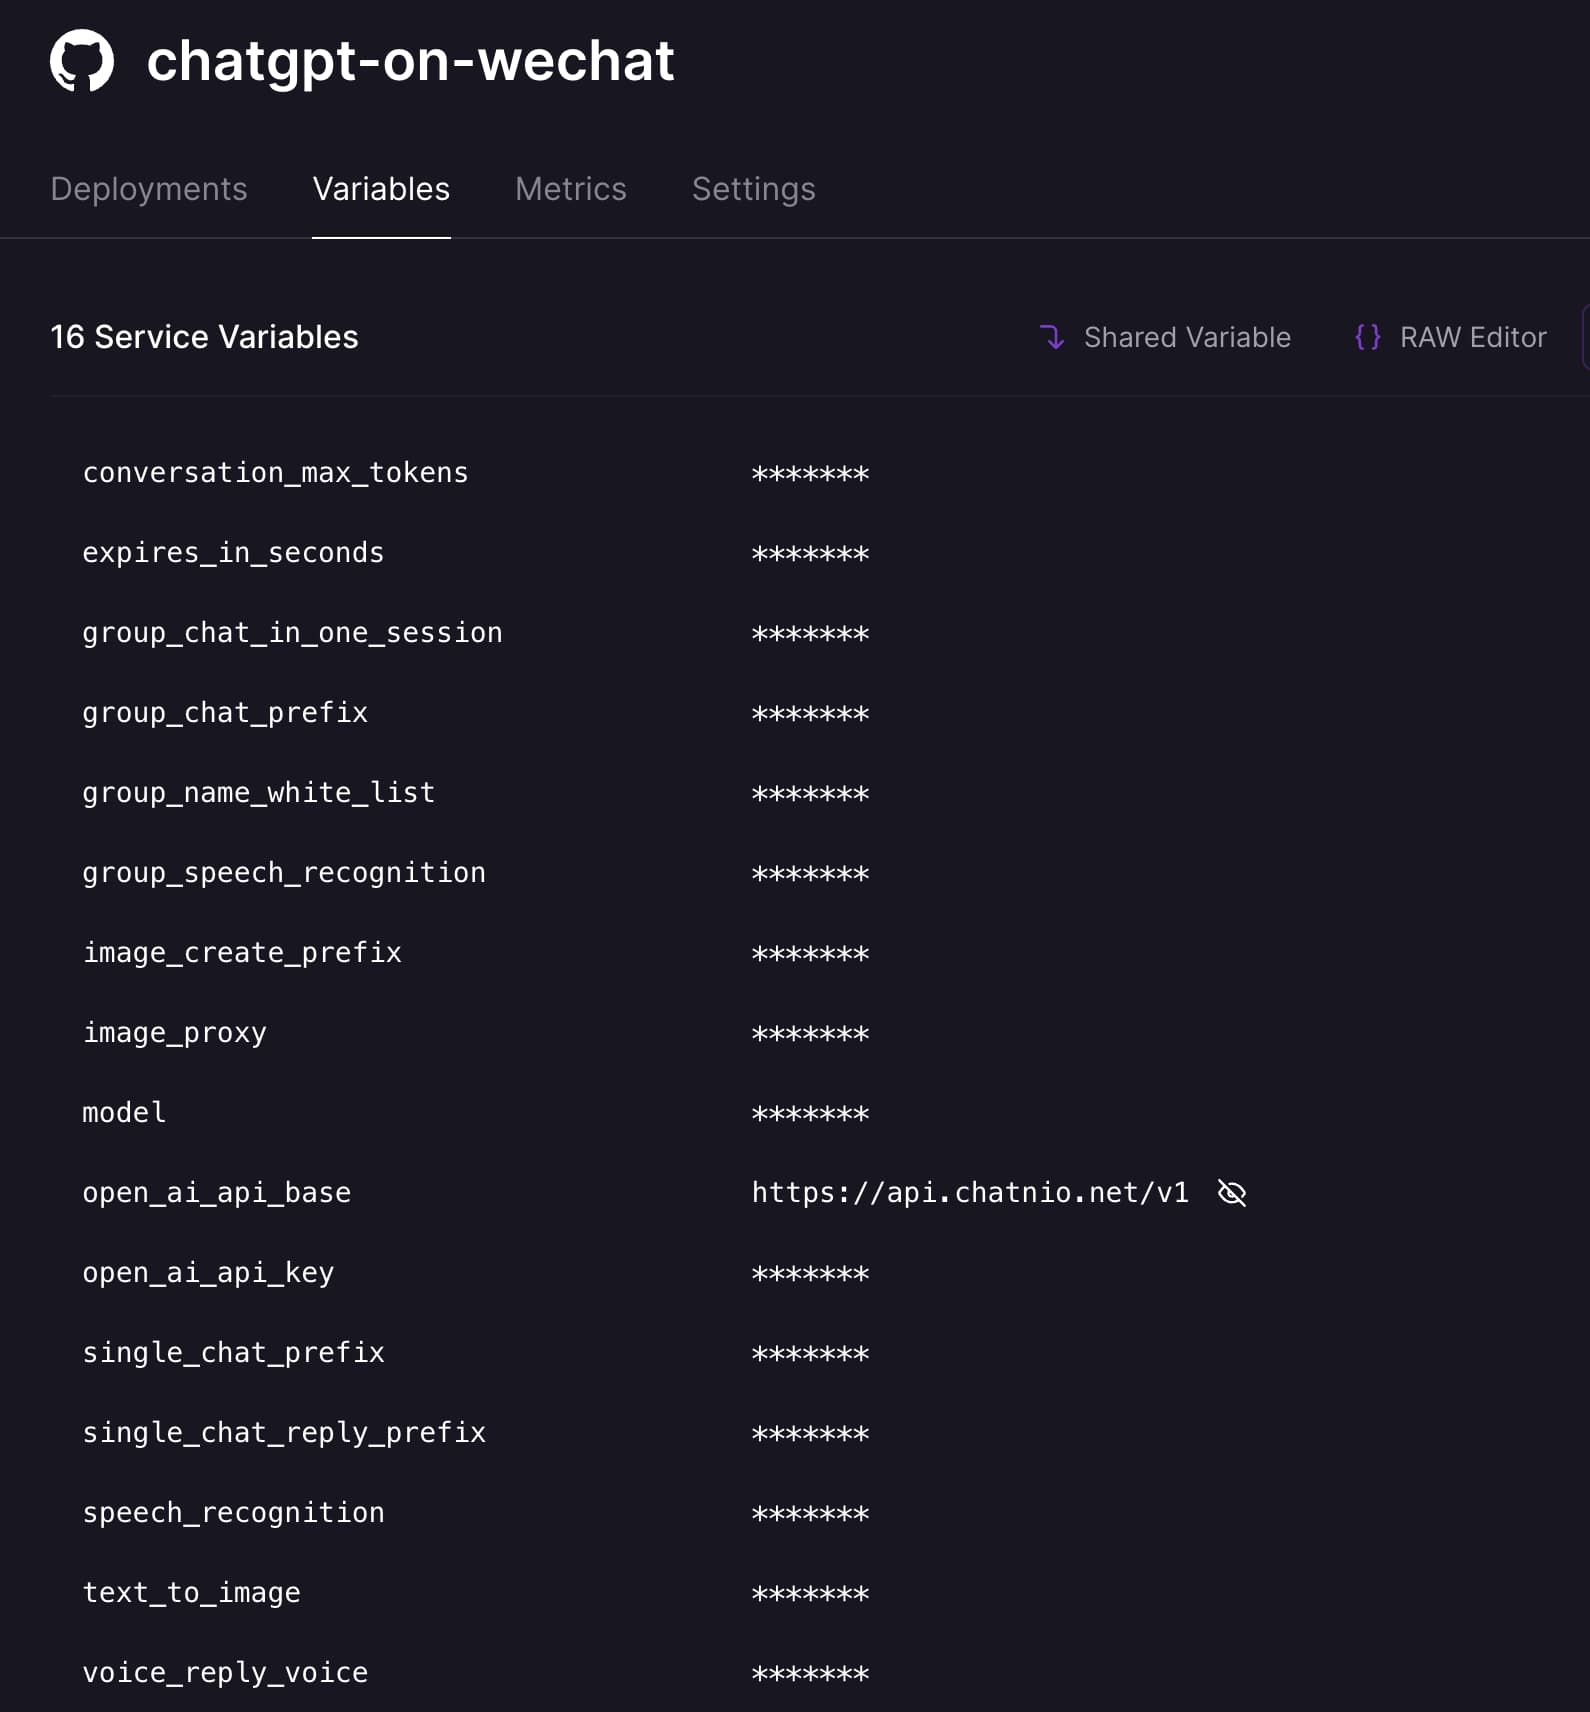 chatgpt-on-wechat
Deployments Variables Metrics Settings
16 Service Variables Shared Variable {} RAW Editor
conversation_max_tokens *******
expires_in_seconds *******
group_chat_in_one_session *******
group_chat_prefix *******
group_name_white_list *******
group_speech_recognition *******
image_create_prefix *******
image_proxy *******
model *******
open_ai_api_base https://api.chatnio.net/v1
open_ai_api_key *******
single_chat_prefix *******
single_chat_reply_prefix *******
speech_recognition *******
text_to_image *******
voice_reply_voice *******